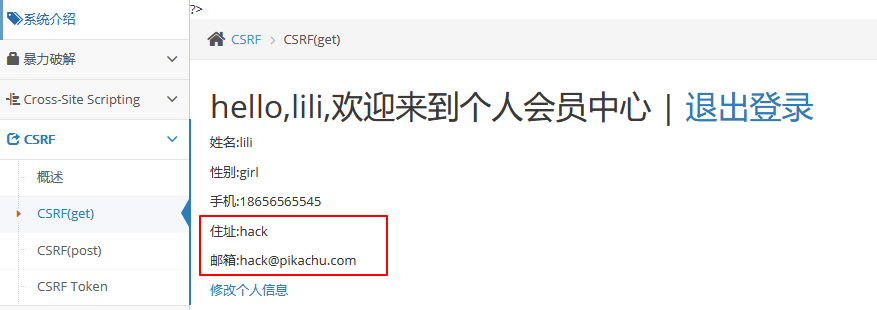 ?>
系统介绍
暴力破解
Cross-Site Scripting
CSRF
概述
CSRF(get)
CSRF(post)
CSRF Token
CSRF › CSRF(get)
hello,lili,欢迎来到个人会员中心 | 退出登录
姓名:lili
性别:girl
手机:18656565545
住址:hack
邮箱:hack@pikachu.com
修改个人信息